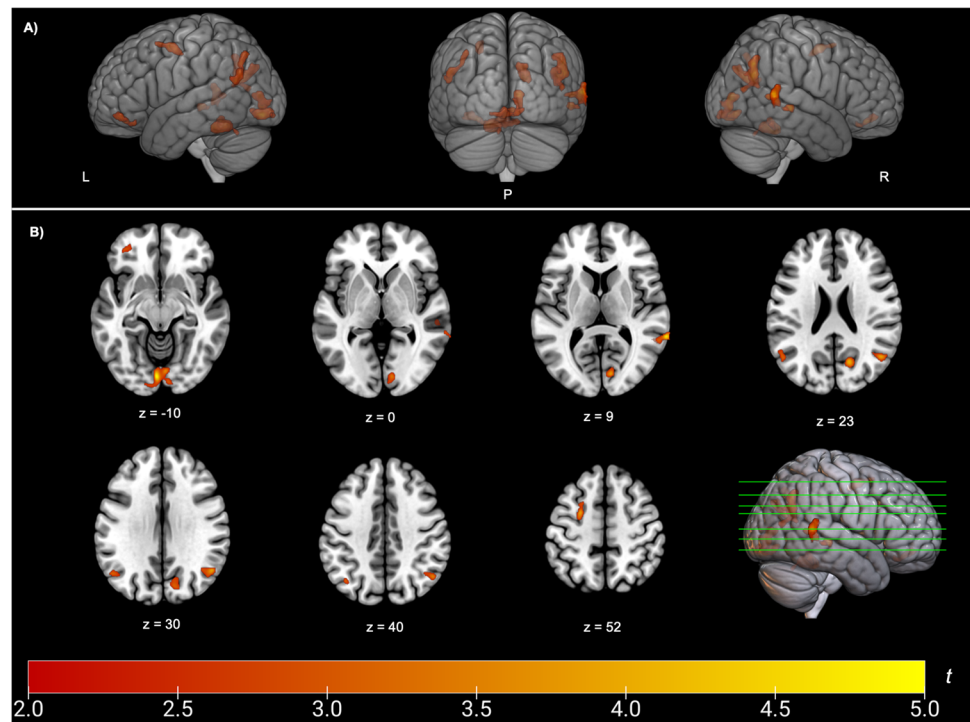 A)
L
P
R
B)
z = -10
z = 0
z = 9
z = 23
z = 30
z = 40
z = 52
t
2.0 2.5 3.0 3.5 4.0 4.5 5.0